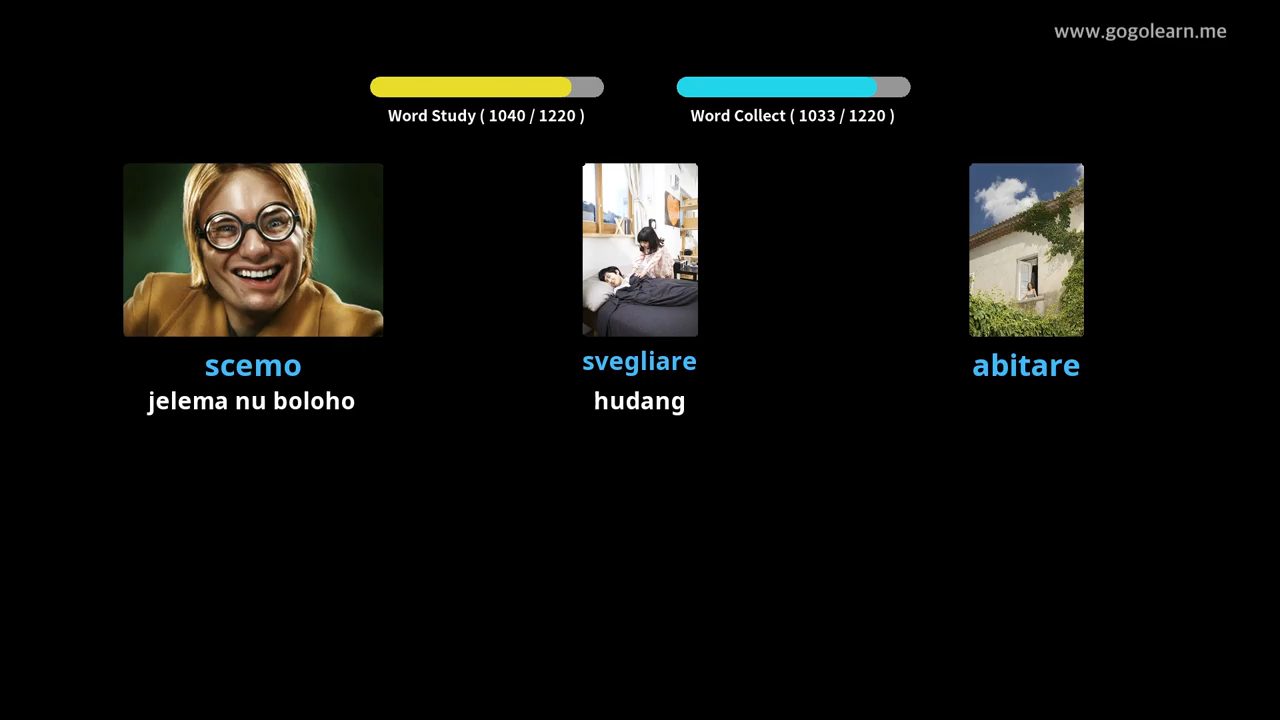 www.gogolearn.me
Word Study ( 1040 / 1220 )
Word Collect ( 1033 / 1220 )
scemo
jelema nu boloho
svegliare
hudang
abitare